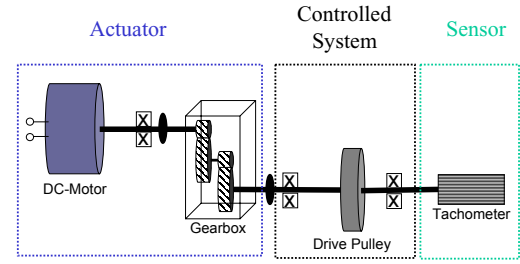 Actuator
Controlled
System
Sensor
DC-Motor
Gearbox
Drive Pulley
Tachometer